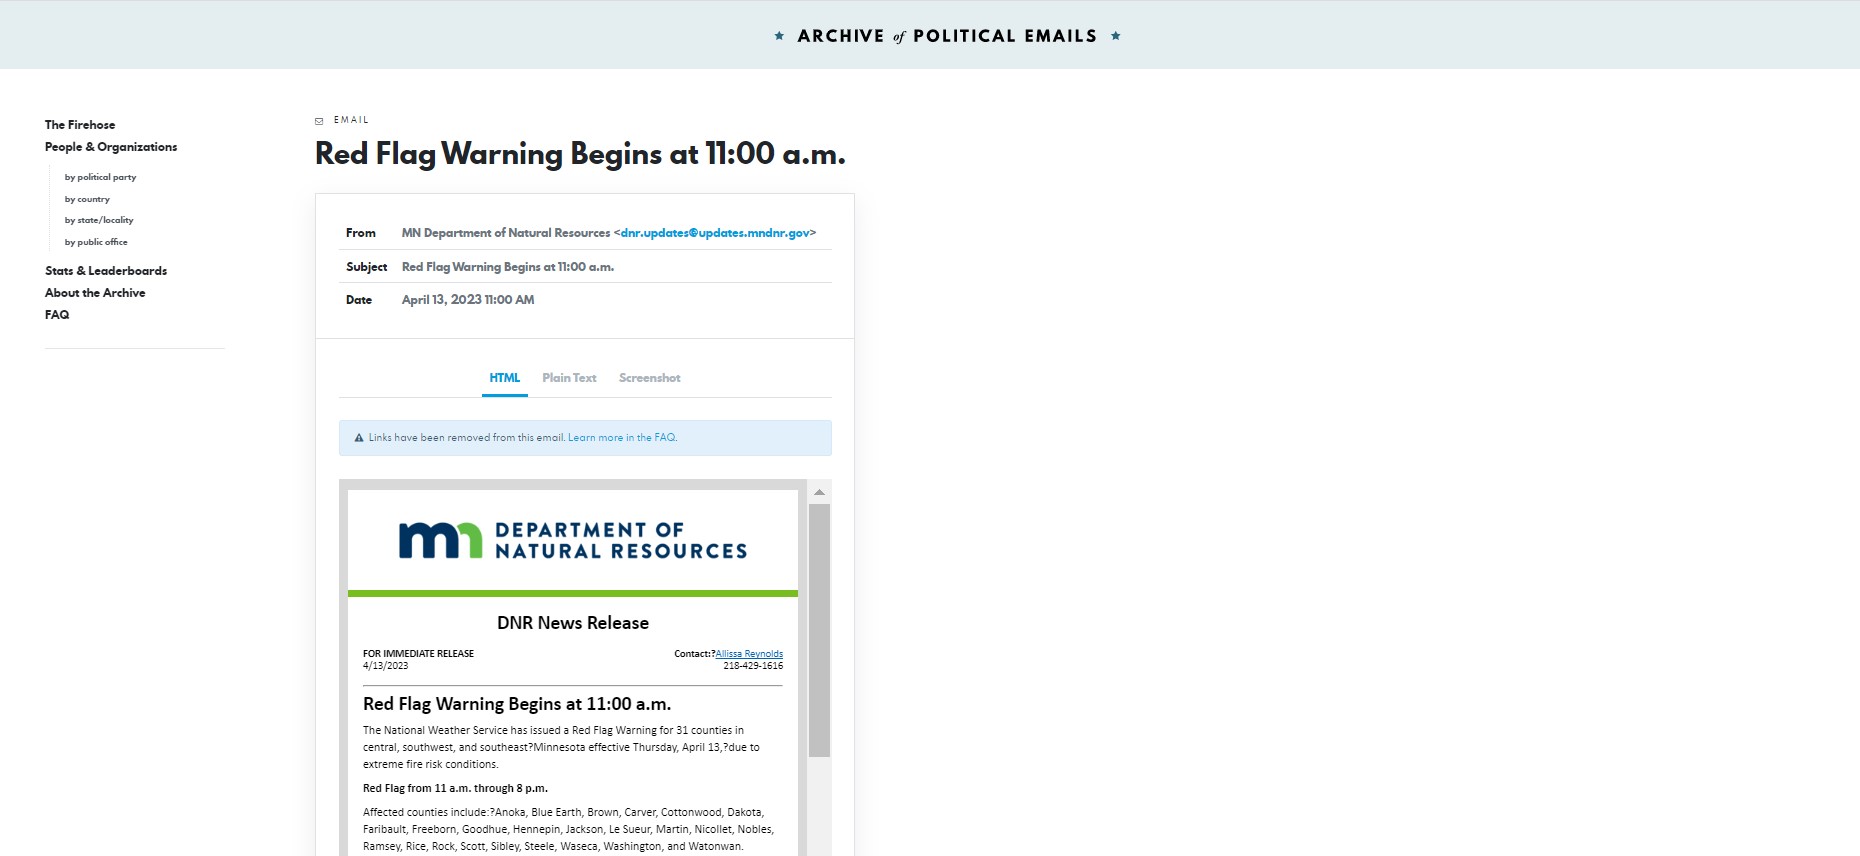 ARCHIVE of POLITICAL EMAILS
The Firehose
People & Organizations
by political party
by country
by state/locality
by public office
Stats & Leaderboards
About the Archive
FAQ
EMAIL
Red Flag Warning Begins at 11:00 a.m.
From MN Department of Natural Resources <dnr.updates@updates.mndnr.gov>
Subject Red Flag Warning Begins at 11:00 a.m.
Date April 13, 2023 11:00 AM
HTML Plain Text Screenshot
Links have been removed from this email. Learn more in the FAQ.
mn DEPARTMENT OF
NATURAL RESOURCES
DNR News Release
FOR IMMEDIATE RELEASE Contact:?Allissa Reynolds
4/13/2023 218-429-1616
Red Flag Warning Begins at 11:00 a.m.
The National Weather Service has issued a Red Flag Warning for 31 counties in
central, southwest, and southeast?Minnesota effective Thursday, April 13,?due to
extreme fire risk conditions.
Red Flag from 11 a.m. through 8 p.m.
Affected counties include:?Anoka, Blue Earth, Brown, Carver, Cottonwood, Dakota,
Faribault, Freeborn, Goodhue, Hennepin, Jackson, Le Sueur, Martin, Nicollet, Nobles,
Ramsey, Rice, Rock, Scott, Sibley, Steele, Waseca, Washington, and Watonwan.